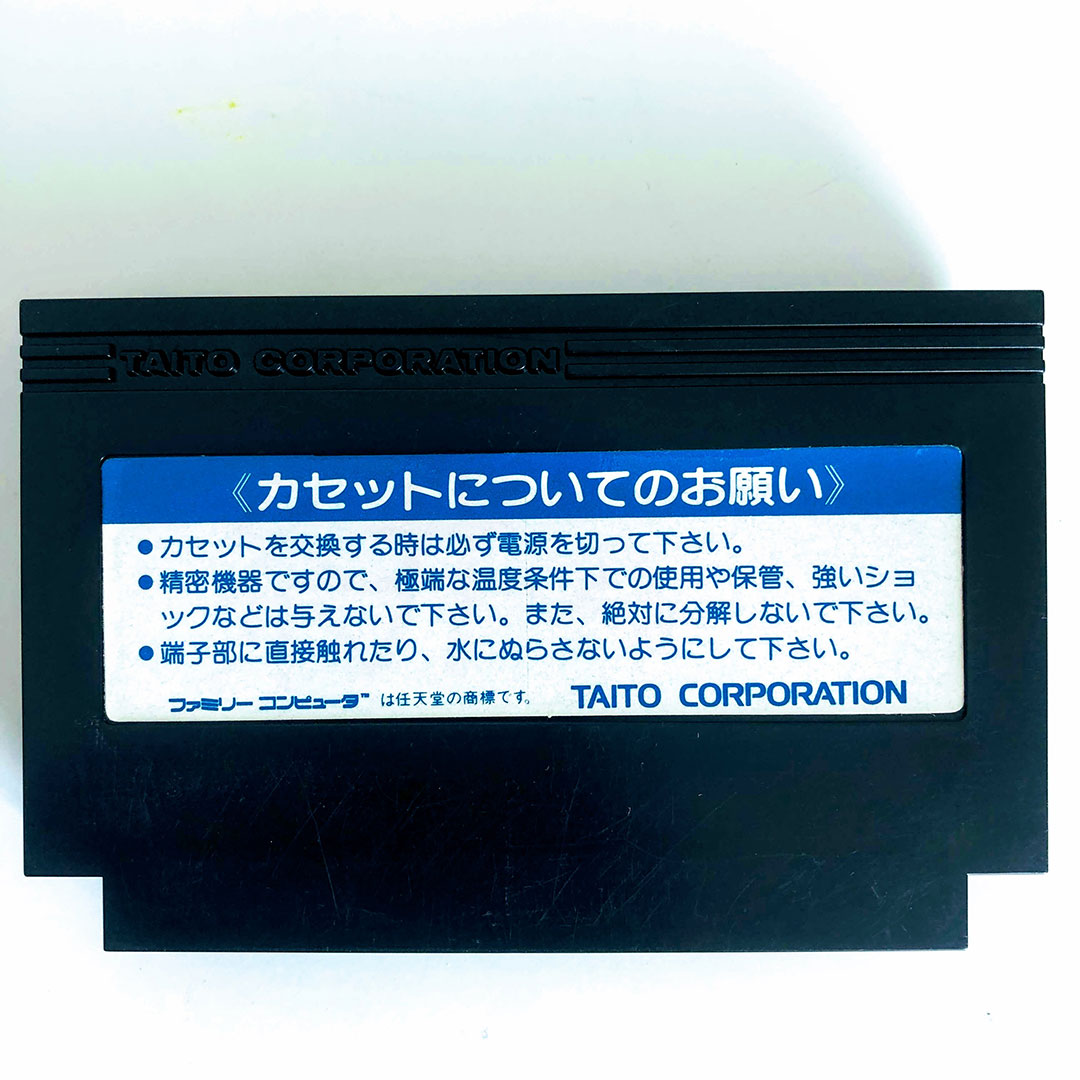 TAITO CORPORATION
《カセットについてのお願い》
●カセットを交換する時は必ず電源を切って下さい。
●精密機器ですので、極端な温度条件下での使用や保管、強いショ
ックなどは与えないで下さい。また、絶対に分解しないで下さい。
●端子部に直接触れたり、水にぬらさないようにして下さい。
ファミリーコンピュータ™ は任天堂の商標です。 TAITO CORPORATION